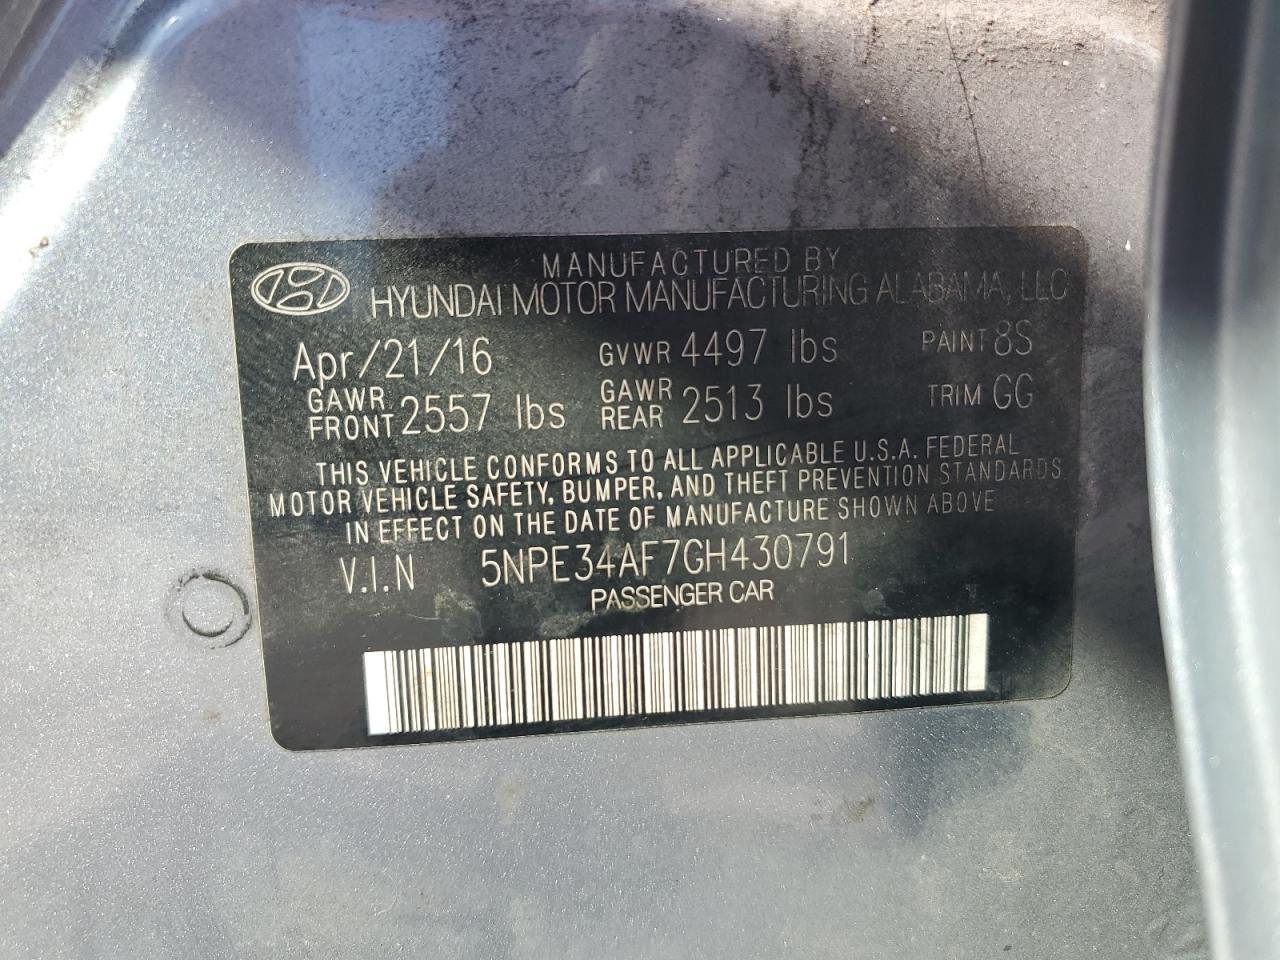 MANUFACTURED BY
HYUNDAI MOTOR MANUFACTURING ALABAMA, LLC
Apr/21/16 GVWR 4497 lbs PAINT 8S
GAWR FRONT 2557 lbs GAWR REAR 2513 lbs TRIM GG
THIS VEHICLE CONFORMS TO ALL APPLICABLE U.S.A. FEDERAL
MOTOR VEHICLE SAFETY, BUMPER, AND THEFT PREVENTION STANDARDS
IN EFFECT ON THE DATE OF MANUFACTURE SHOWN ABOVE
V.I.N 5NPE34AF7GH430791
PASSENGER CAR